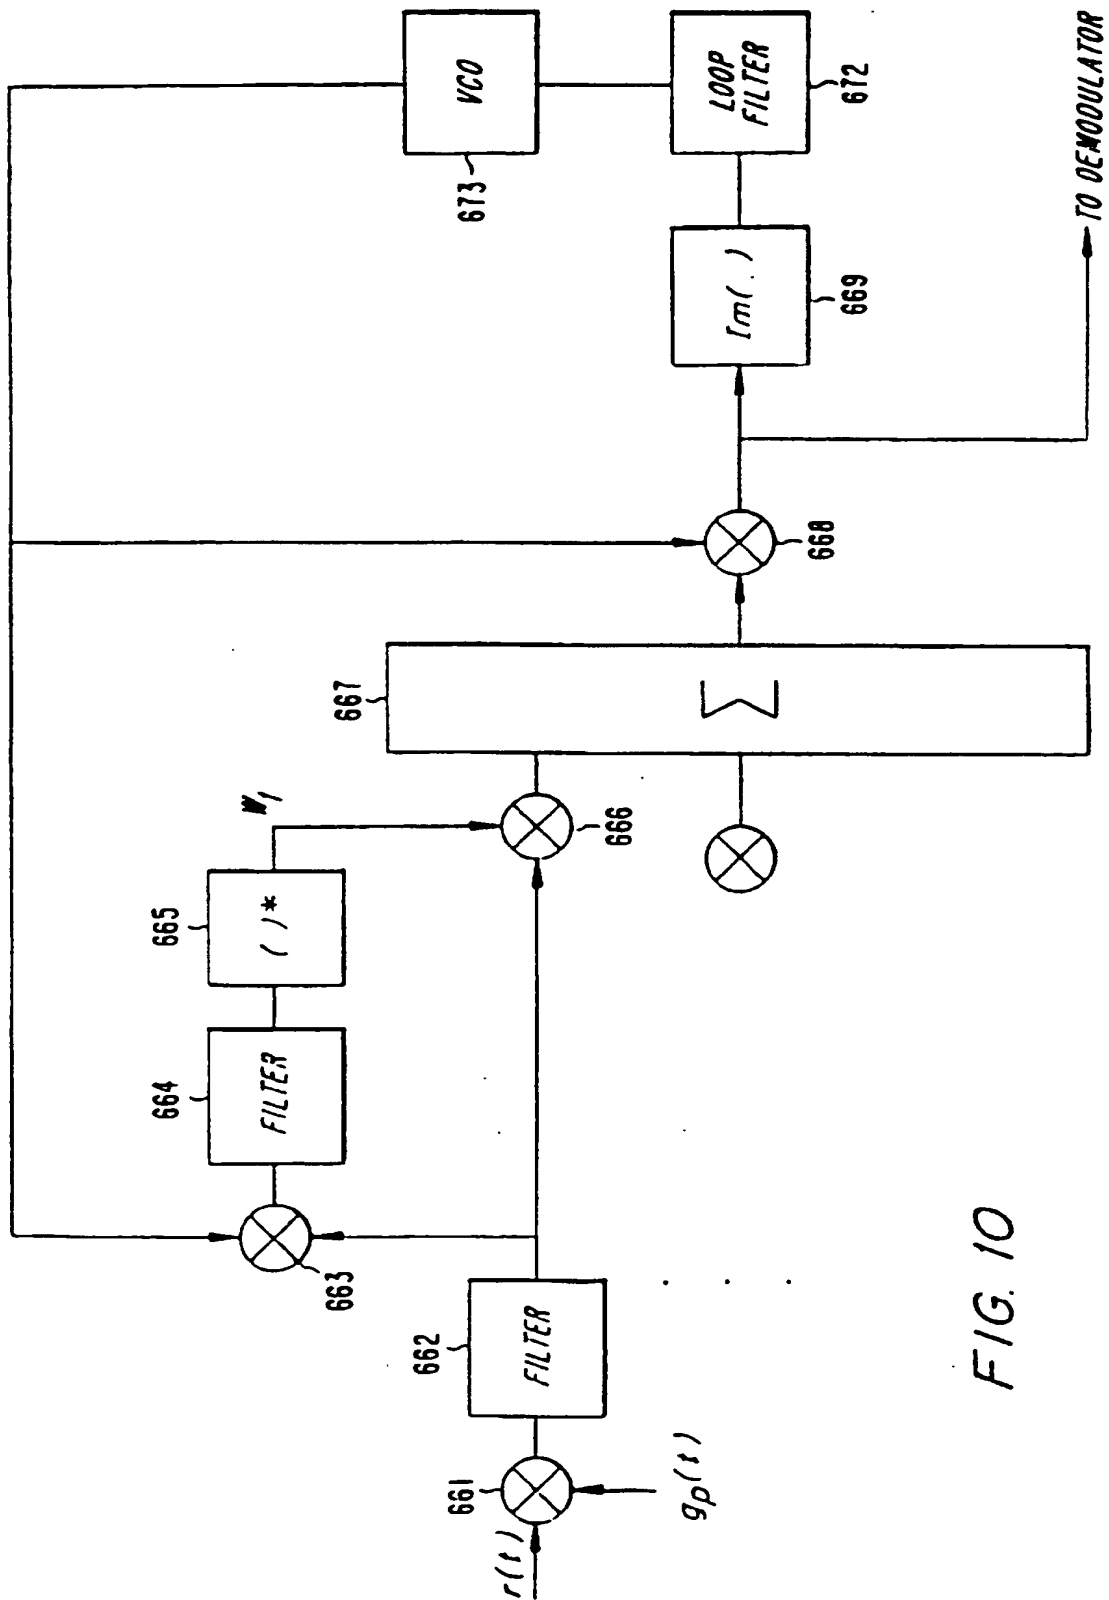 r(t)
661
g_p(t)
FILTER
662
663
FILTER
664
( )*
665
W1
666
667
Σ
668
Im( . )
669
LOOP
FILTER
672
VCO
673
TO DEMODULATOR
FIG. 10